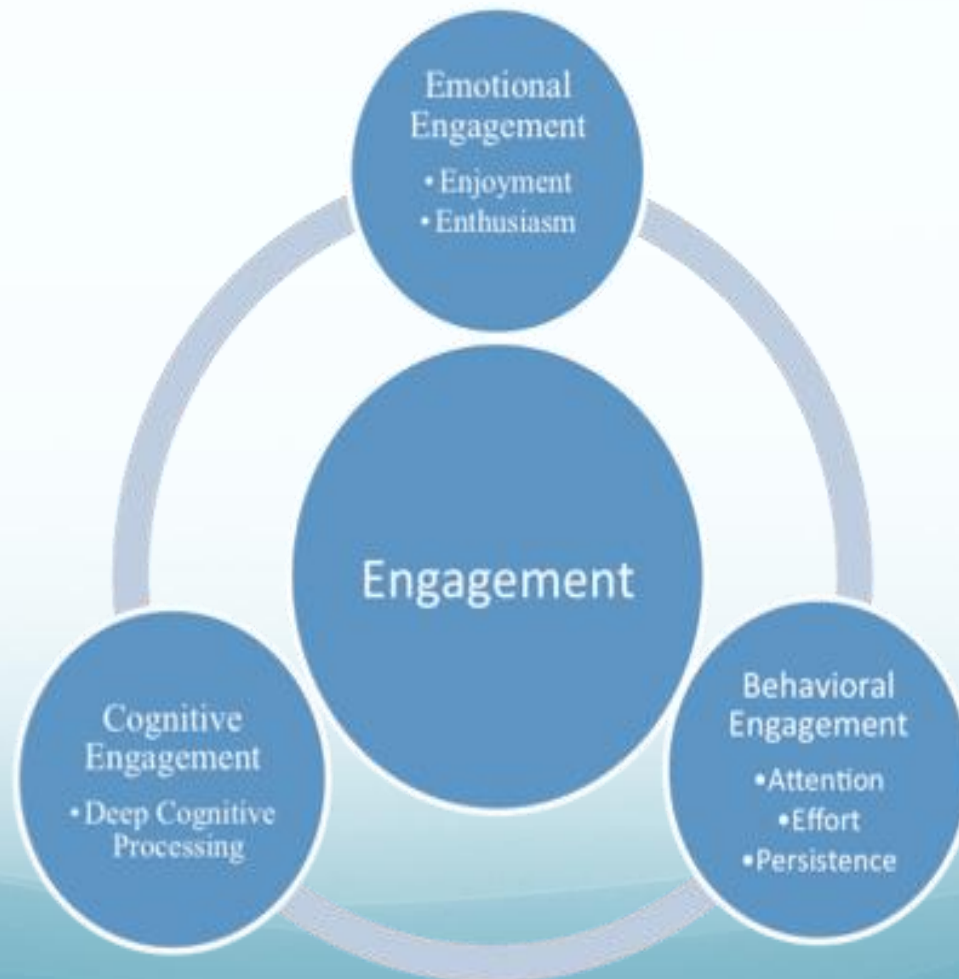 Emotional
Engagement
• Enjoyment
• Enthusiasm
Engagement
Cognitive
Engagement
• Deep Cognitive
Processing
Behavioral
Engagement
•Attention
•Effort
•Persistence